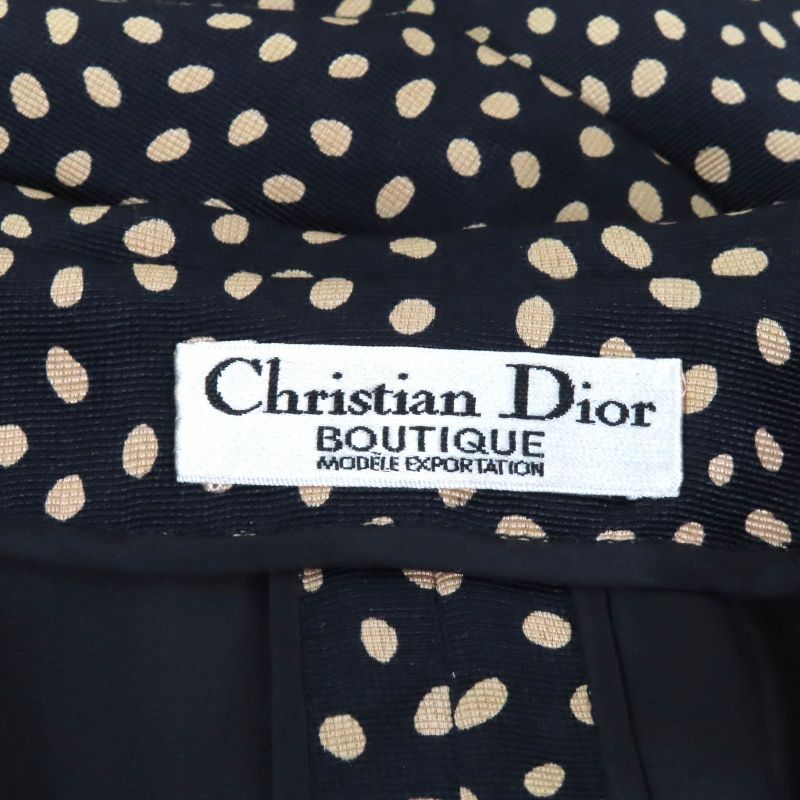 Christian Dior
BOUTIQUE
MODÈLE EXPORTATION